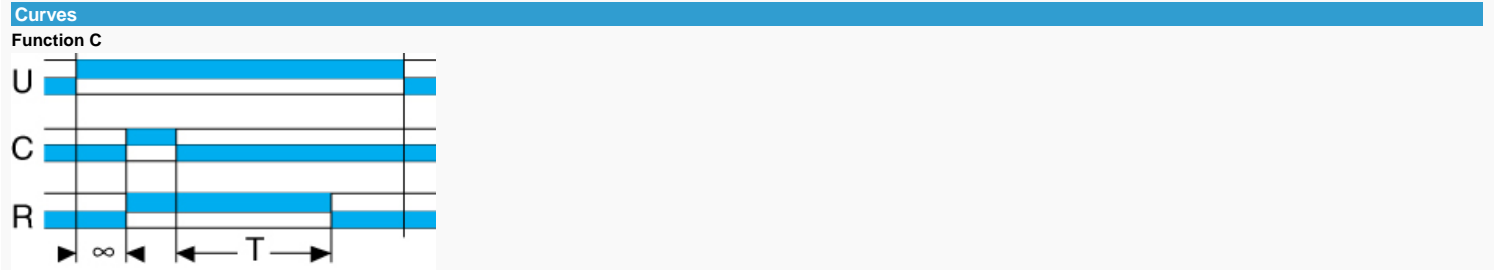 Curves
Function C
U
C
R
∞ T